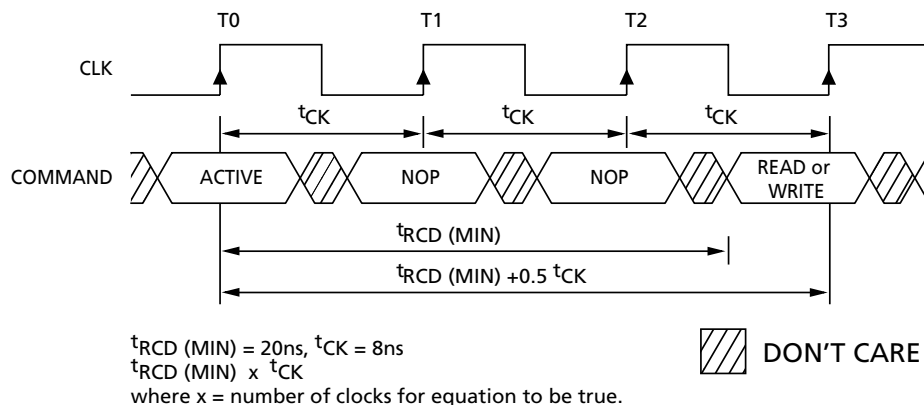 T0 T1 T2 T3
CLK
tCK tCK tCK
COMMAND ACTIVE NOP NOP READ or
WRITE
tRCD (MIN)
tRCD (MIN) +0.5 tCK
tRCD (MIN) = 20ns, tCK = 8ns
tRCD (MIN) x tCK
where x = number of clocks for equation to be true.
DON'T CARE